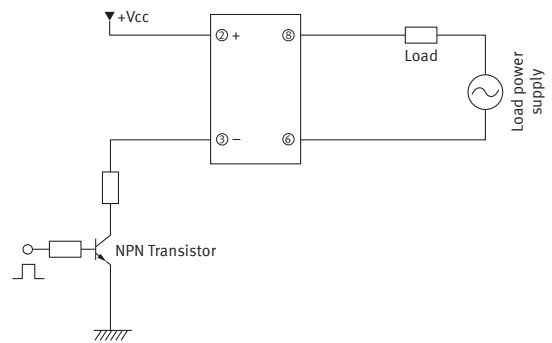 +Vcc
② + ⑧
Load
Load power
supply
③ − ⑥
NPN Transistor